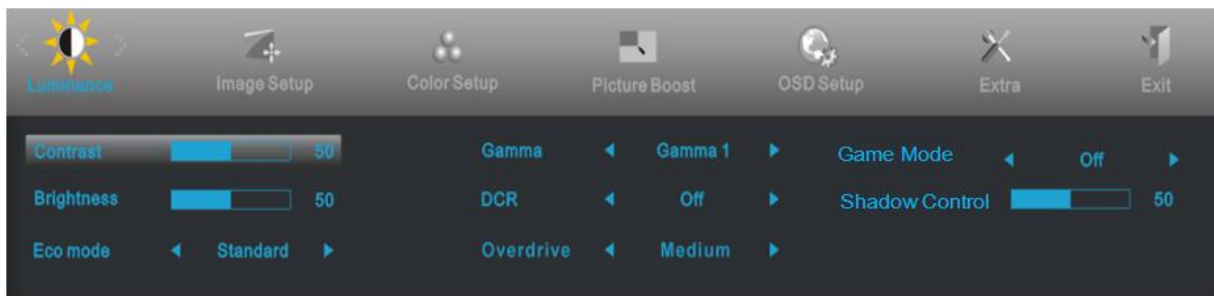 Luminance Image Setup Color Setup Picture Boost OSD Setup Extra Exit
Contrast 50 Gamma Gamma 1 Game Mode Off
Brightness 50 DCR Off Shadow Control 50
Eco mode Standard Overdrive Medium